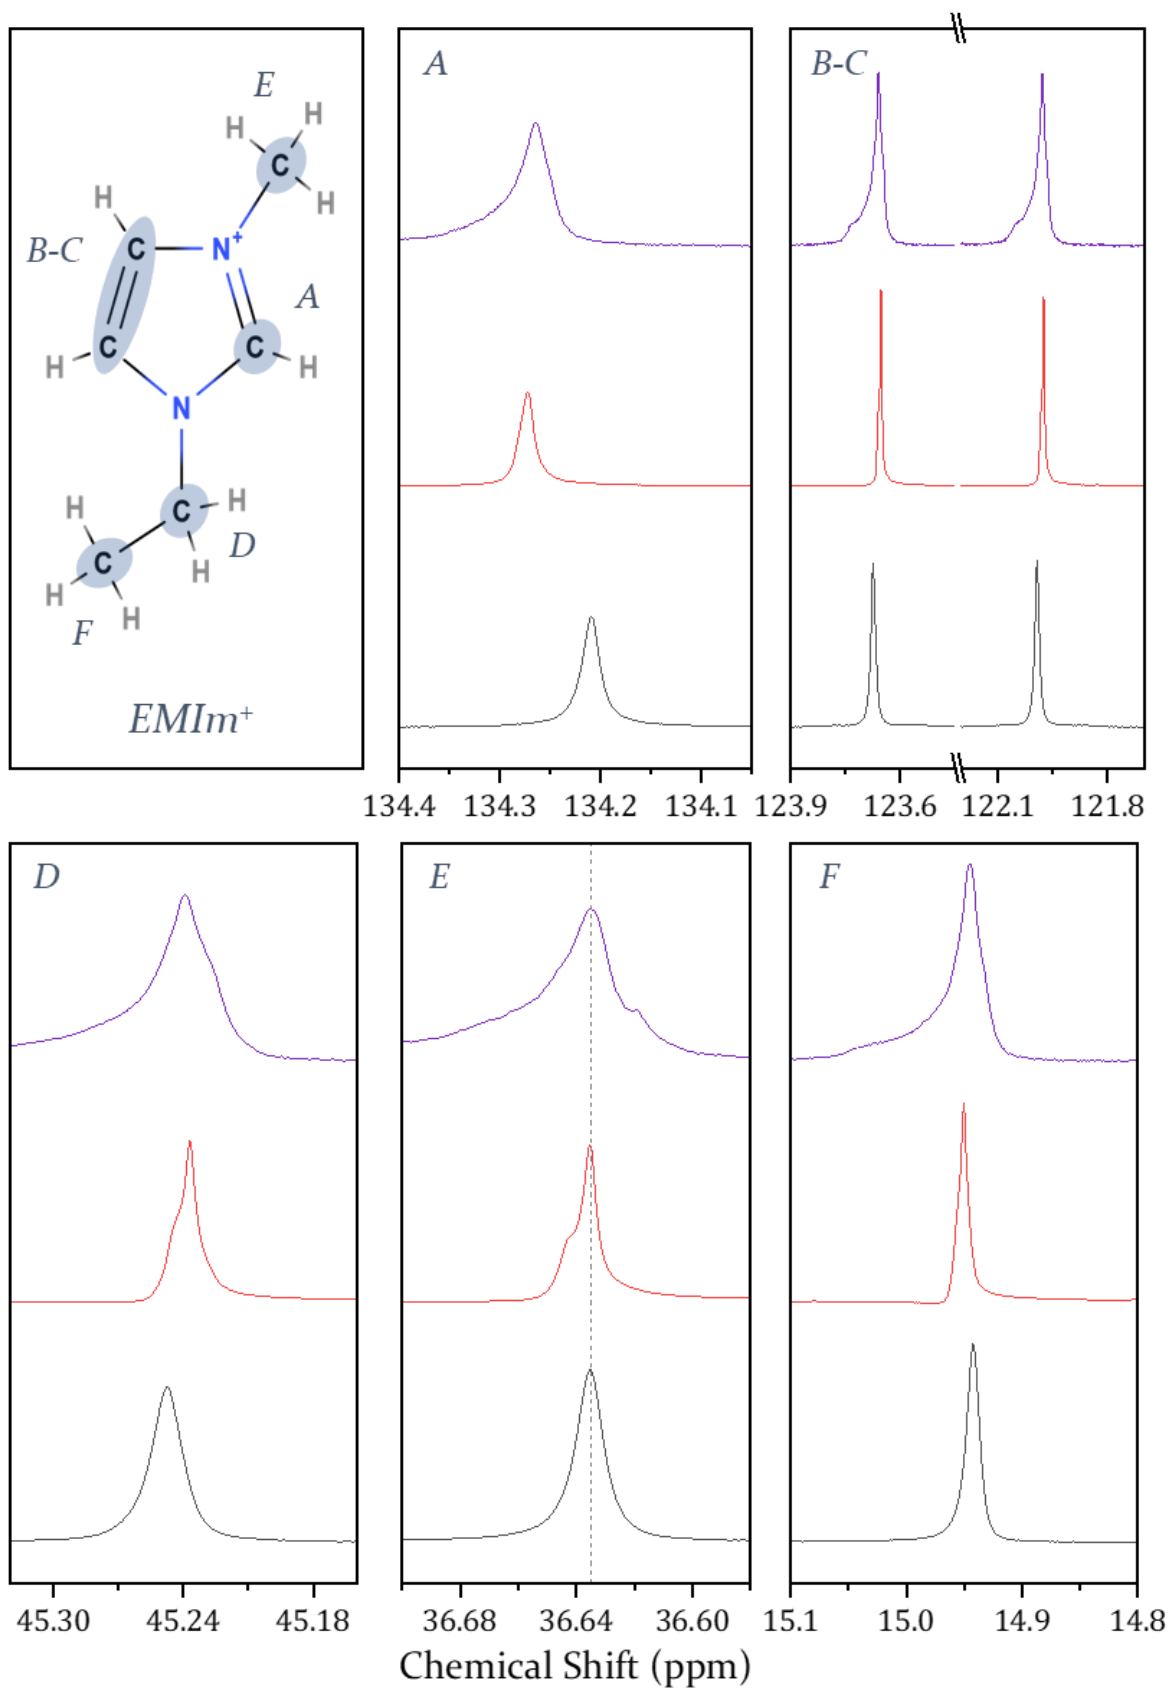 E
H
H
C
H
H
B-C
C
N+
A
C
C
H
H
N
H
H
C
D
C
H
H
H
F
EMIm+
A
134.4 134.3 134.2 134.1
B-C
123.9 123.6 122.1 121.8
D
45.30 45.24 45.18
E
36.68 36.64 36.60
F
15.1 15.0 14.9 14.8
Chemical Shift (ppm)